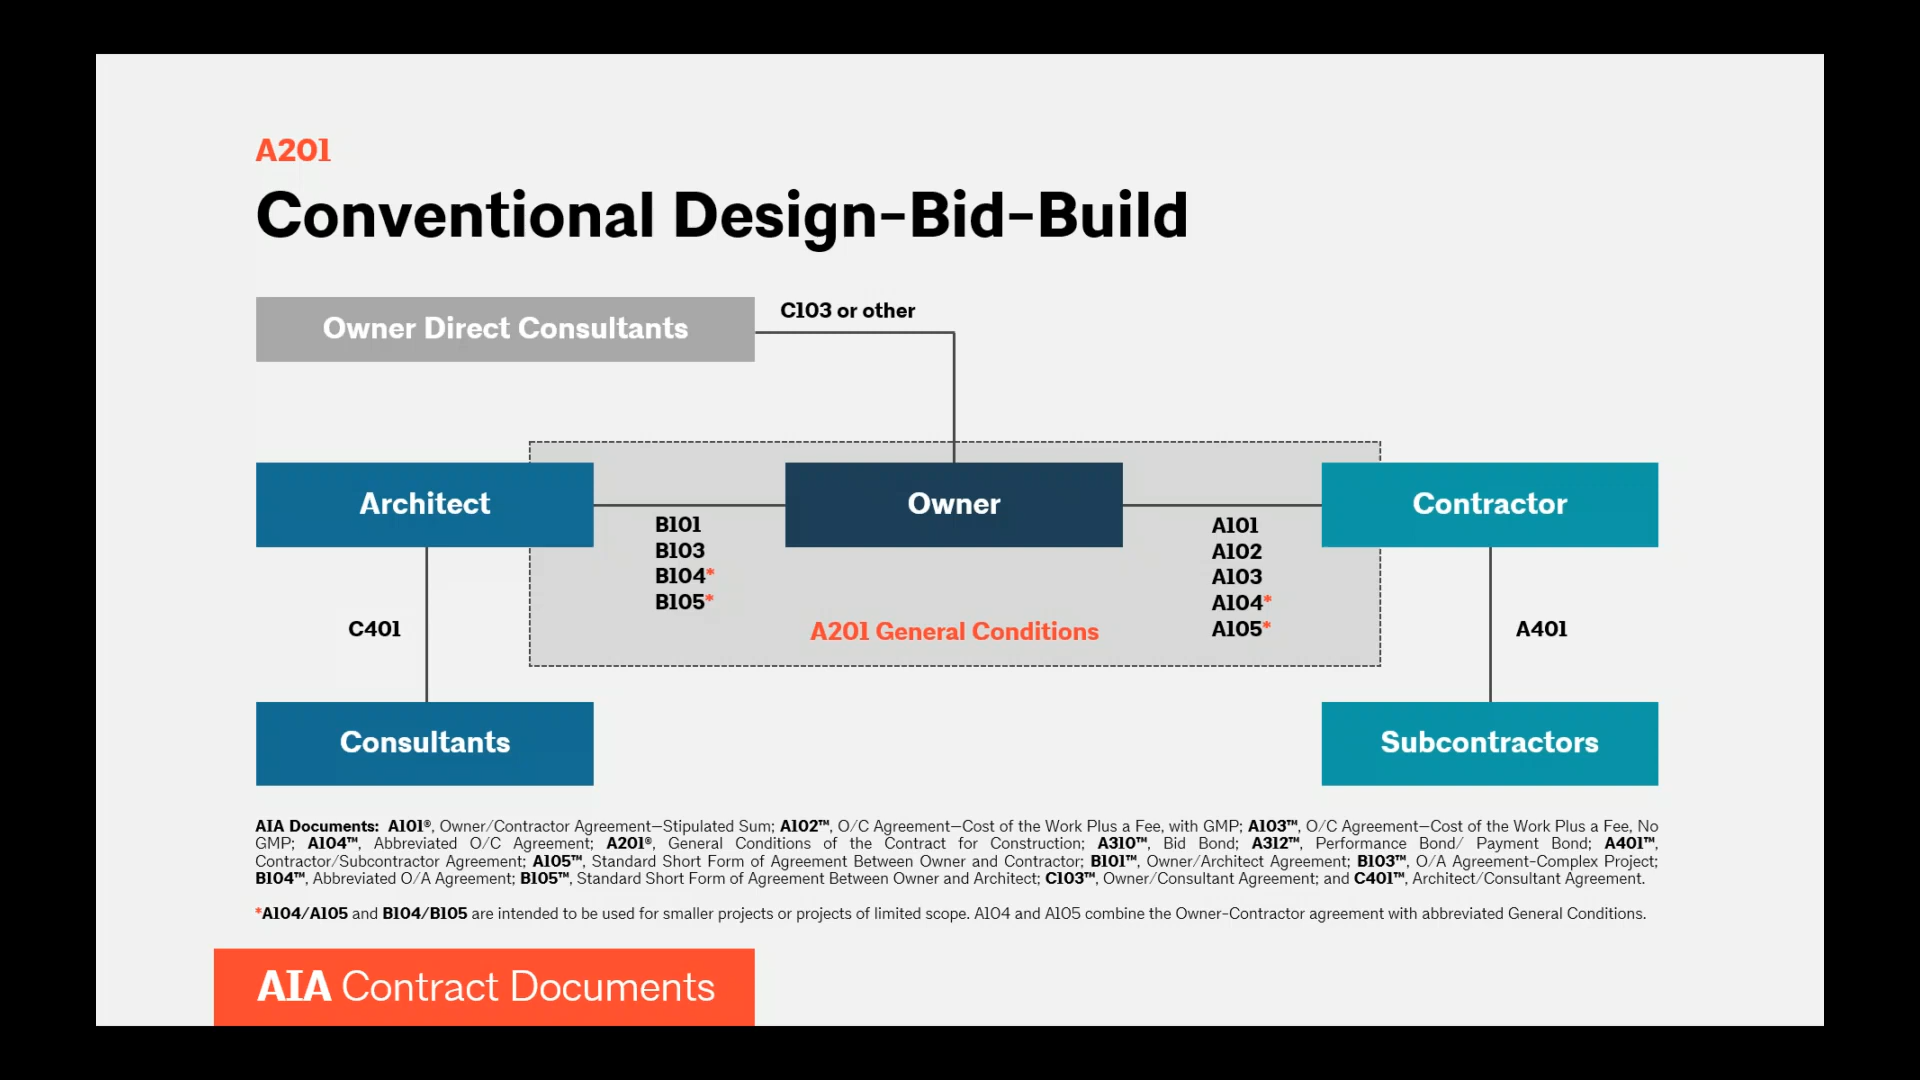 A201
Conventional Design-Bid-Build
Owner Direct Consultants
C103 or other
Architect
Owner
Contractor
B101
B103
B104*
B105*
A101
A102
A103
A104*
A105*
A201 General Conditions
C401
A401
Consultants
Subcontractors
AIA Documents: A101®, Owner/Contractor Agreement—Stipulated Sum; A102™, O/C Agreement—Cost of the Work Plus a Fee, with GMP; A103™, O/C Agreement—Cost of the Work Plus a Fee, No
GMP; A104™, Abbreviated O/C Agreement; A201®, General Conditions of the Contract for Construction; A310™, Bid Bond; A312™, Performance Bond/ Payment Bond; A401™,
Contractor/Subcontractor Agreement; A105™, Standard Short Form of Agreement Between Owner and Contractor; B101™, Owner/Architect Agreement; B103™, O/A Agreement-Complex Project;
B104™, Abbreviated O/A Agreement; B105™, Standard Short Form of Agreement Between Owner and Architect; C103™, Owner/Consultant Agreement; and C401™, Architect/Consultant Agreement.
*A104/A105 and B104/B105 are intended to be used for smaller projects or projects of limited scope. A104 and A105 combine the Owner-Contractor agreement with abbreviated General Conditions.
AIA Contract Documents